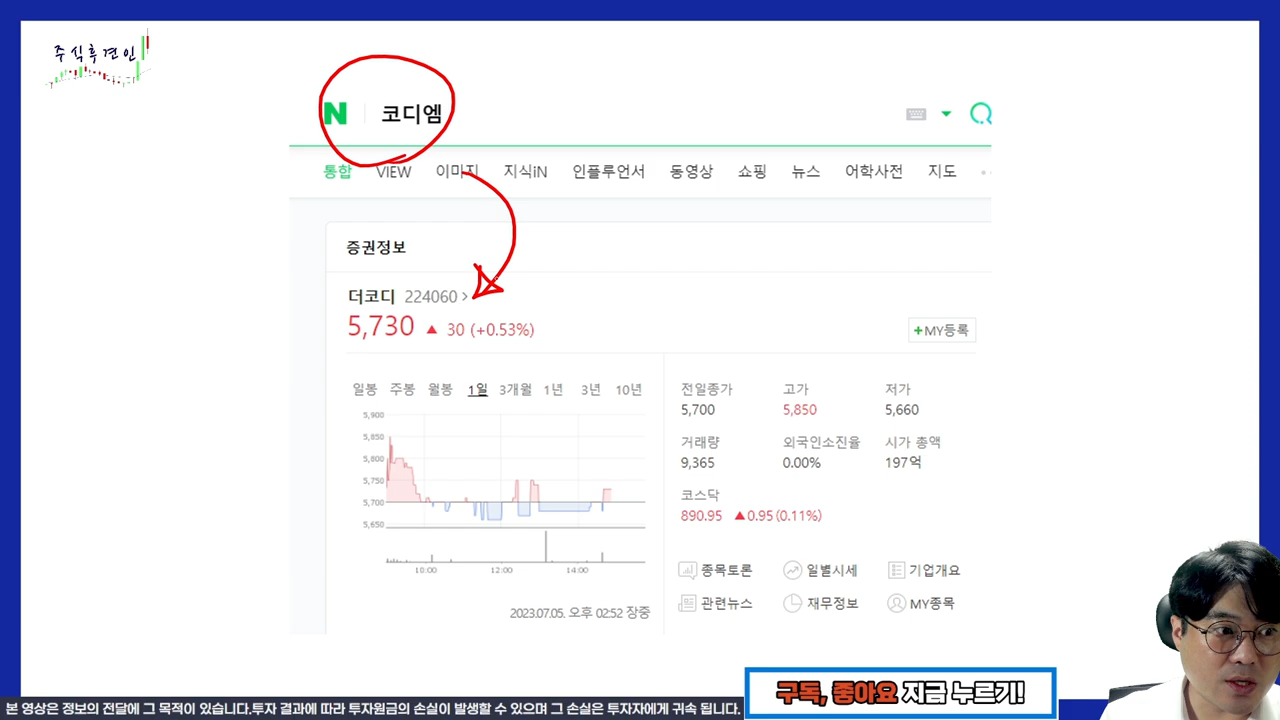 주식후견인
N 코디엠
통합 VIEW 이미지 지식iN 인플루언서 동영상 쇼핑 뉴스 어학사전 지도
증권정보
더코디 224060 >
5,730 ▲ 30 (+0.53%)
+MY등록
일봉 주봉 월봉 1일 3개월 1년 3년 10년
5,900
5,850
5,800
5,750
5,700
5,650
10:00 12:00 14:00
2023.07.05. 오후 02:52 장중
전일종가 고가 저가
5,700 5,850 5,660
거래량 외국인소진율 시가 총액
9,365 0.00% 197억
코스닥
890.95 ▲0.95(0.11%)
종목토론 일별시세 기업개요
관련뉴스 재무정보 MY종목
구독, 좋아요 지금 누르기!
본 영상은 정보의 전달에 그 목적이 있습니다.투자 결과에 따라 투자원금의 손실이 발생할 수 있으며 그 손실은 투자자에게 귀속 됩니다.